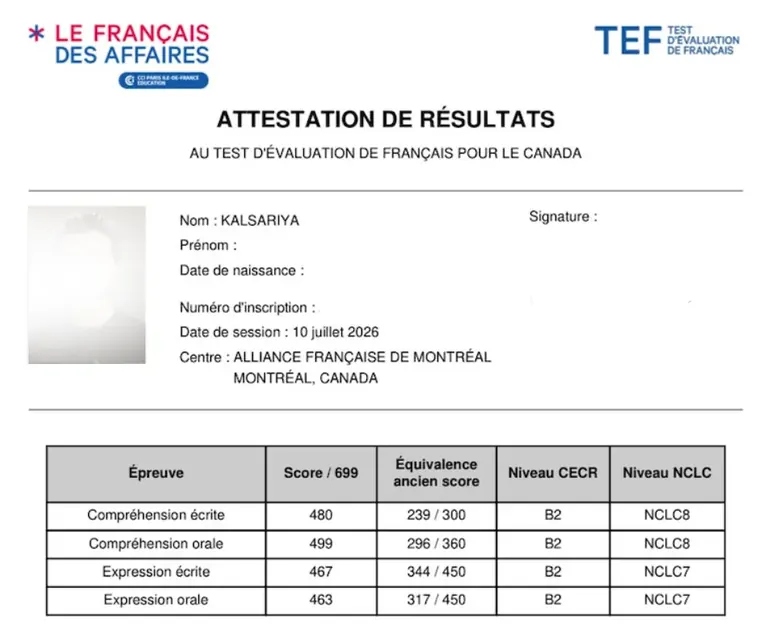 LE FRANÇAIS
DES AFFAIRES
CCI PARIS ILE-DE-FRANCE
EDUCATION
TEF TEST
D'ÉVALUATION
DE FRANÇAIS
ATTESTATION DE RÉSULTATS
AU TEST D'ÉVALUATION DE FRANÇAIS POUR LE CANADA
Nom : KALSARIYA
Signature :
Prénom :
Date de naissance :
Numéro d'inscription :
Date de session : 10 juillet 2026
Centre : ALLIANCE FRANÇAISE DE MONTRÉAL
MONTRÉAL, CANADA
Épreuve Score / 699 Équivalence ancien score Niveau CECR Niveau NCLC
Compréhension écrite 480 239 / 300 B2 NCLC8
Compréhension orale 499 296 / 360 B2 NCLC8
Expression écrite 467 344 / 450 B2 NCLC7
Expression orale 463 317 / 450 B2 NCLC7